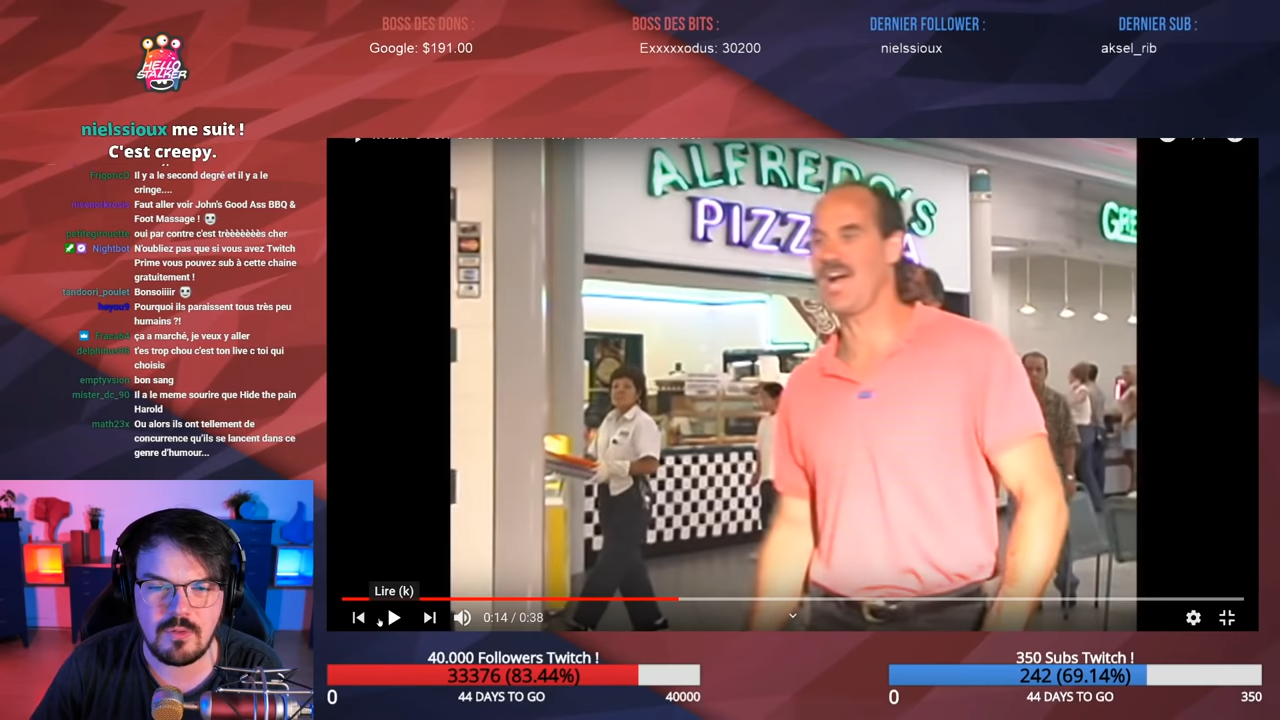 BOSS DES DONS :
Google: $191.00
BOSS DES BITS :
Exxxxxodus: 30200
DERNIER FOLLOWER :
nielssioux
DERNIER SUB :
aksel_rib
HELLO
STALKER
nielssioux me suit !
C'est creepy.
Il y a le second degré et il y a le
cringe....
Faut aller voir John's Good Ass BBQ &
Foot Massage !
petitegirouette oui par contre c'est trèèèèèèès cher
Nightbot N'oubliez pas que si vous avez Twitch
Prime vous pouvez sub à cette chaine
gratuitement !
tandoori_poulet Bonsoiiiir
heyou9 Pourquoi ils paraissent tous très peu
humains ?!
Fraca64 ça a marché, je veux y aller
t'es trop chou c'est ton live c toi qui
choisis
emptyvsion bon sang
mister_dc_90 Il a le meme sourire que Hide the pain
Harold
math23x Ou alors ils ont tellement de
concurrence qu'ils se lancent dans ce
genre d'humour...
ALFREDO'S
PIZZA
GRE
Lire (k)
0:14 / 0:38
40.000 Followers Twitch !
33376 (83.44%)
0 44 DAYS TO GO 40000
350 Subs Twitch !
242 (69.14%)
0 44 DAYS TO GO 350